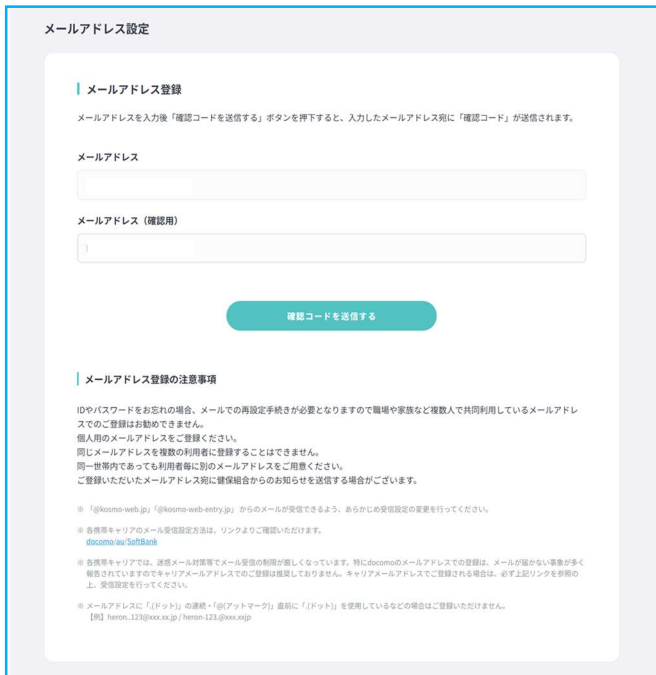 メールアドレス設定
メールアドレス登録
メールアドレスを入力後「確認コードを送信する」ボタンを押下すると、入力したメールアドレス宛に「確認コード」が送信されます。
メールアドレス
メールアドレス（確認用）
確認コードを送信する
メールアドレス登録の注意事項
IDやパスワードをお忘れの場合、メールでの再設定手続きが必要となりますので職場や家族など複数人で共同利用しているメールアドレ
スでのご登録はお勧めできません。
個人用のメールアドレスをご登録ください。
同じメールアドレスを複数の利用者に登録することはできません。
同一世帯内であっても利用者毎に別のメールアドレスをご用意ください。
ご登録いただいたメールアドレス宛に健保組合からのお知らせを送信する場合がございます。
※ 「@kosmo-web.jp」「@kosmo-web-entry.jp」 からのメールが受信できるよう、あらかじめ受信設定の変更を行ってください。
※ 各携帯キャリアのメール受信設定方法は、リンクよりご確認いただけます。
docomo/au/SoftBank
※ 各携帯キャリアでは、迷惑メール対策等でメール受信の制限が厳しくなっています。特にdocomoのメールアドレスでの登録は、メールが届かない事象が多く
報告されていますのでキャリアメールアドレスでのご登録は推奨しておりません。キャリアメールアドレスでご登録される場合は、必ず上記リンクを参照の
上、受信設定を行ってください。
※ メールアドレスに「.(ドット)」の連続・「@(アットマーク)」直前に「.(ドット)」を使用しているなどの場合はご登録いただけません。
【例】heron..123@xxx.xx.jp / heron-123.@xxx.xxjp